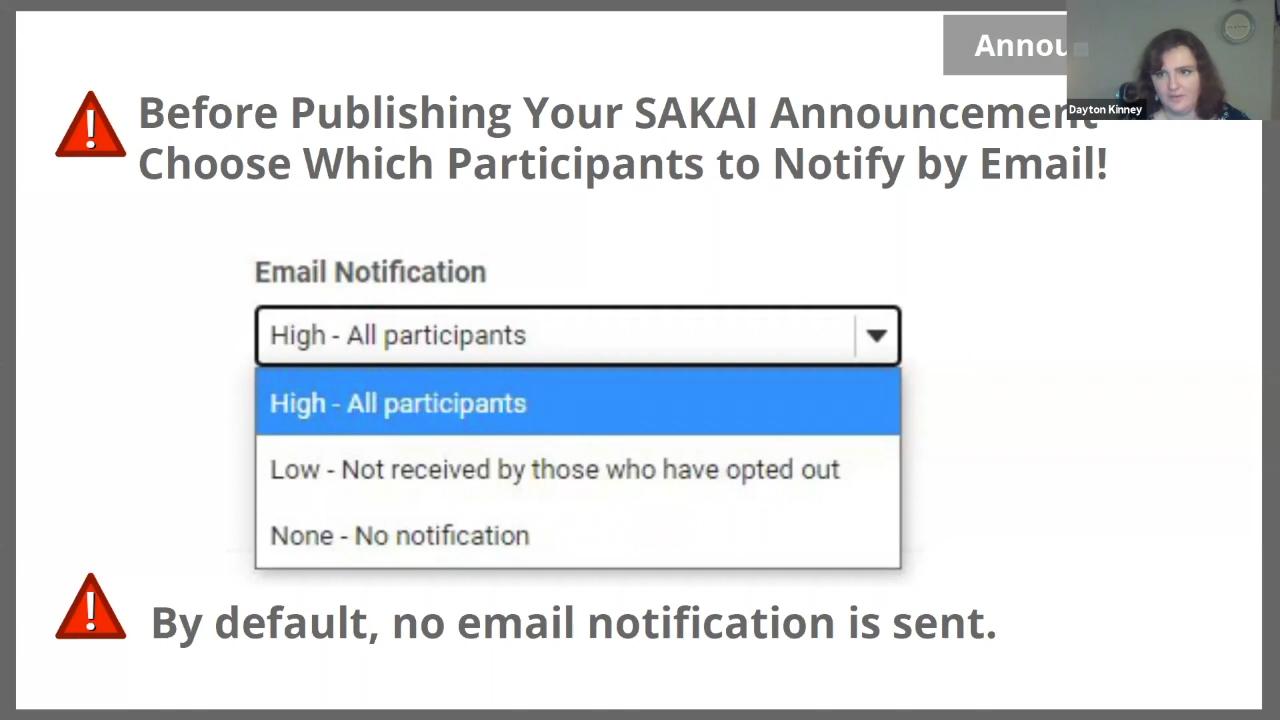 Annou
Dayton Kinney
Before Publishing Your SAKAI Announcement
Choose Which Participants to Notify by Email!
Email Notification
High - All participants
High - All participants
Low - Not received by those who have opted out
None - No notification
By default, no email notification is sent.